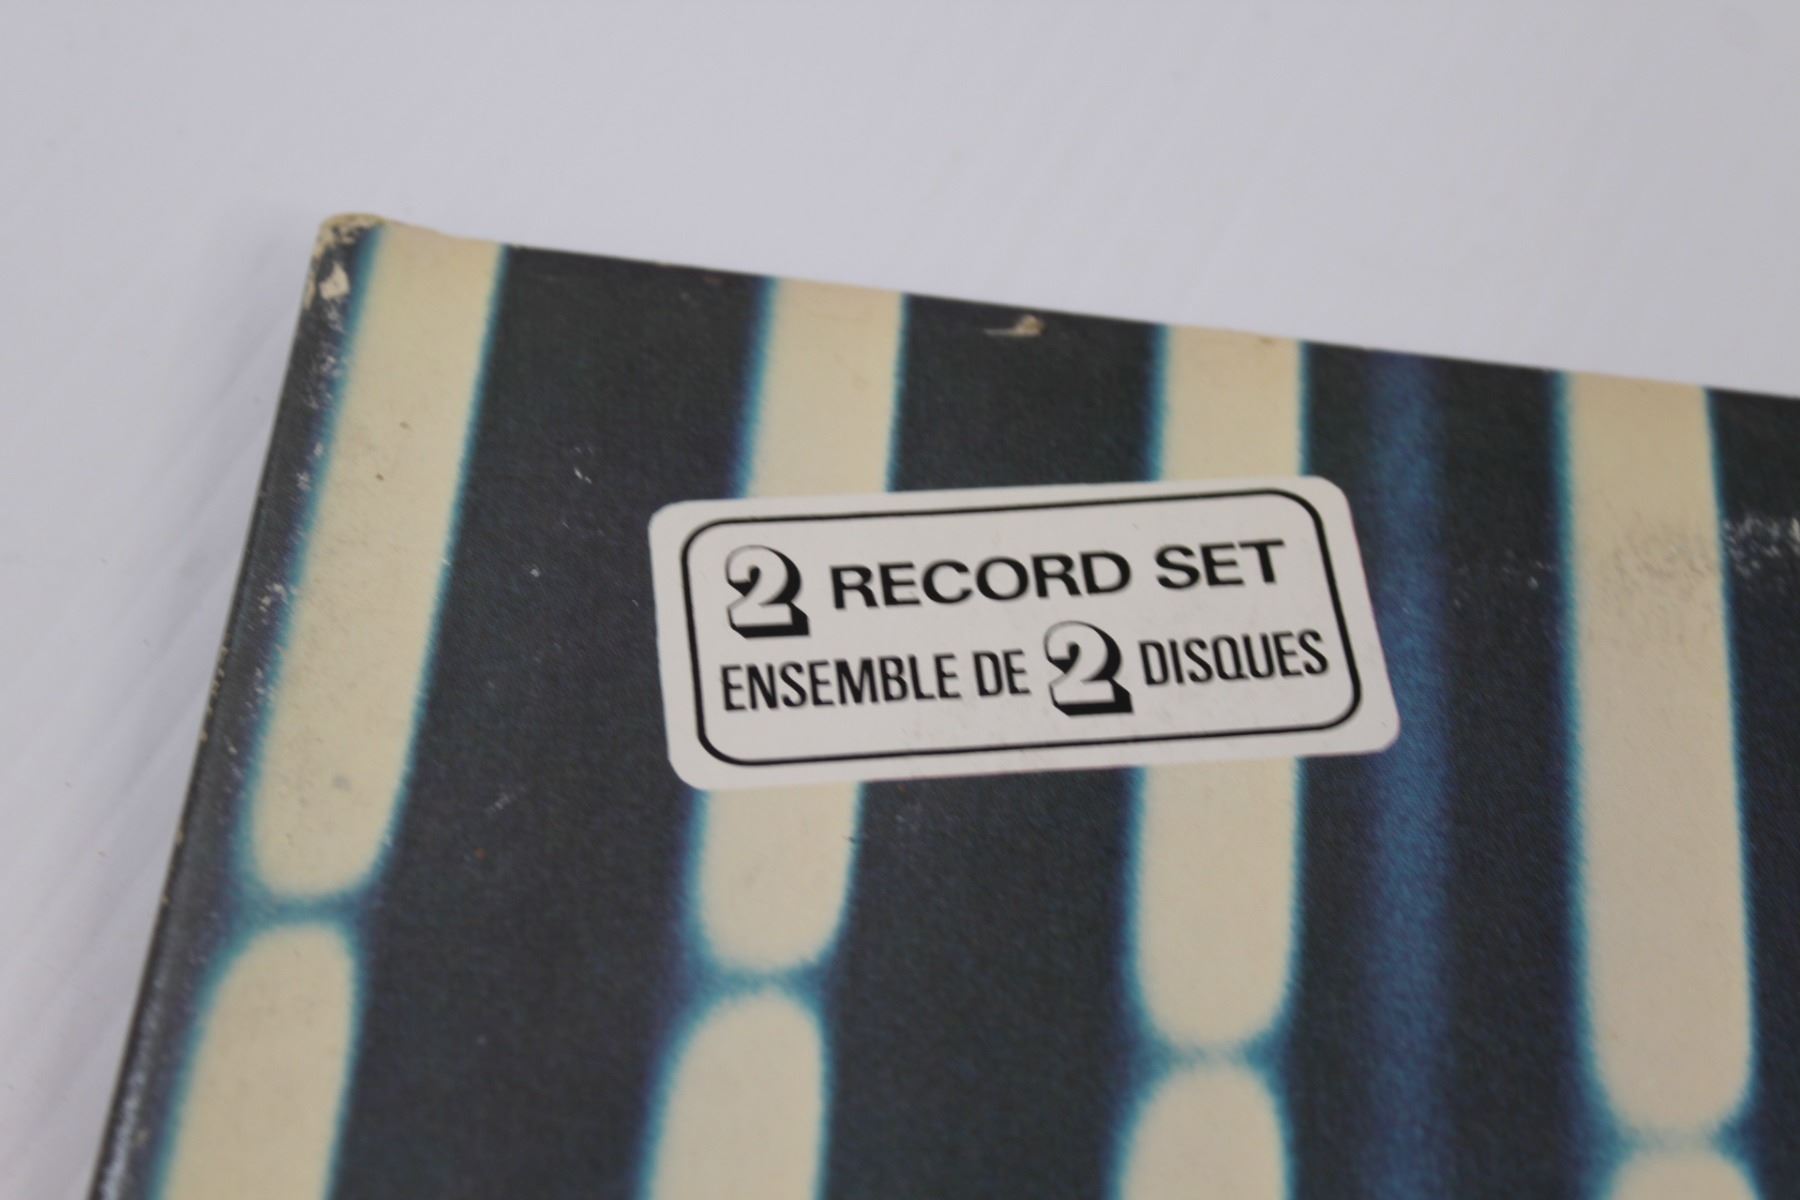 2 RECORD SET
ENSEMBLE DE 2 DISQUES